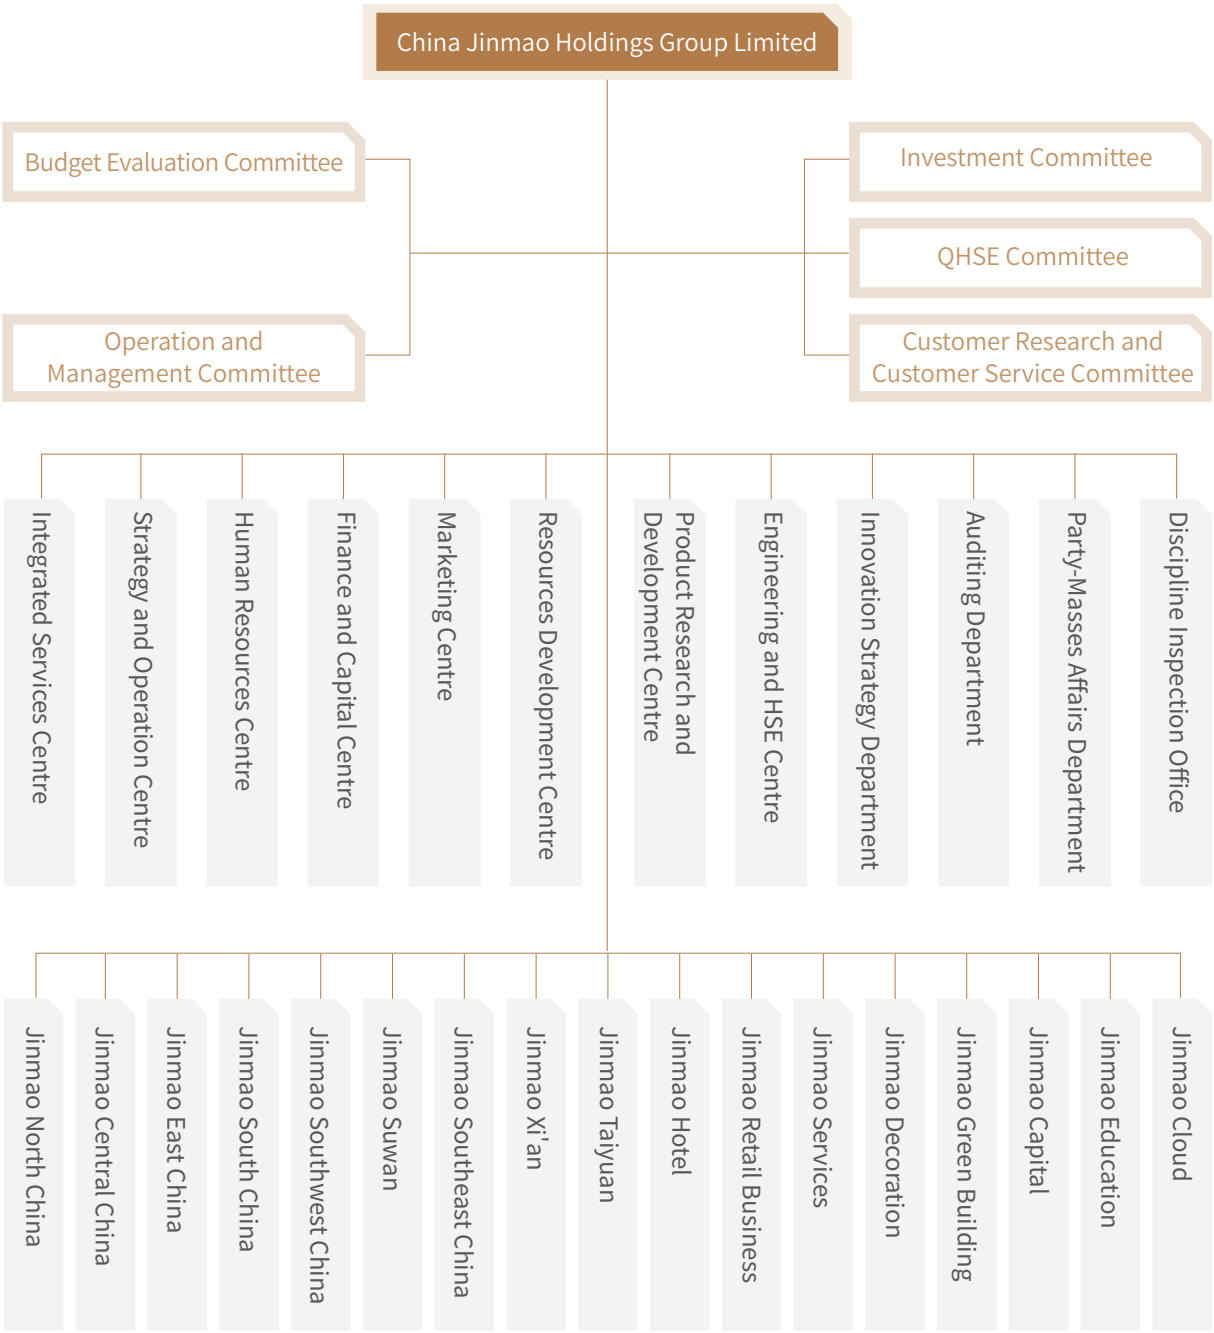 China Jinmao Holdings Group Limited
Budget Evaluation Committee
Investment Committee
QHSE Committee
Operation and
Management Committee
Customer Research and
Customer Service Committee
Integrated Services Centre
Strategy and Operation Centre
Human Resources Centre
Finance and Capital Centre
Marketing Centre
Resources Development Centre
Product Research and
Development Centre
Engineering and HSE Centre
Innovation Strategy Department
Auditing Department
Party-Masses Affairs Department
Discipline Inspection Office
Jinmao North China
Jinmao Central China
Jinmao East China
Jinmao South China
Jinmao Southwest China
Jinmao Suwan
Jinmao Southeast China
Jinmao Xi'an
Jinmao Taiyuan
Jinmao Hotel
Jinmao Retail Business
Jinmao Services
Jinmao Decoration
Jinmao Green Building
Jinmao Capital
Jinmao Education
Jinmao Cloud